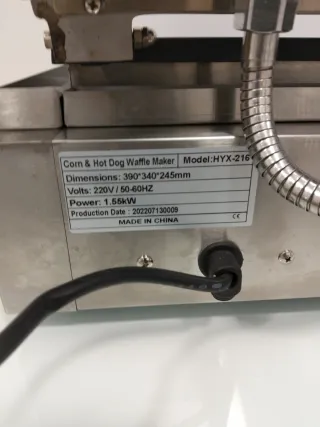 Corn & Hot Dog Waffle Maker Model:HYX-216
Dimensions: 390*340*245mm
Volts: 220V / 50-60HZ
Power: 1.55kW
Production Date : 202207130009
CE
MADE IN CHINA